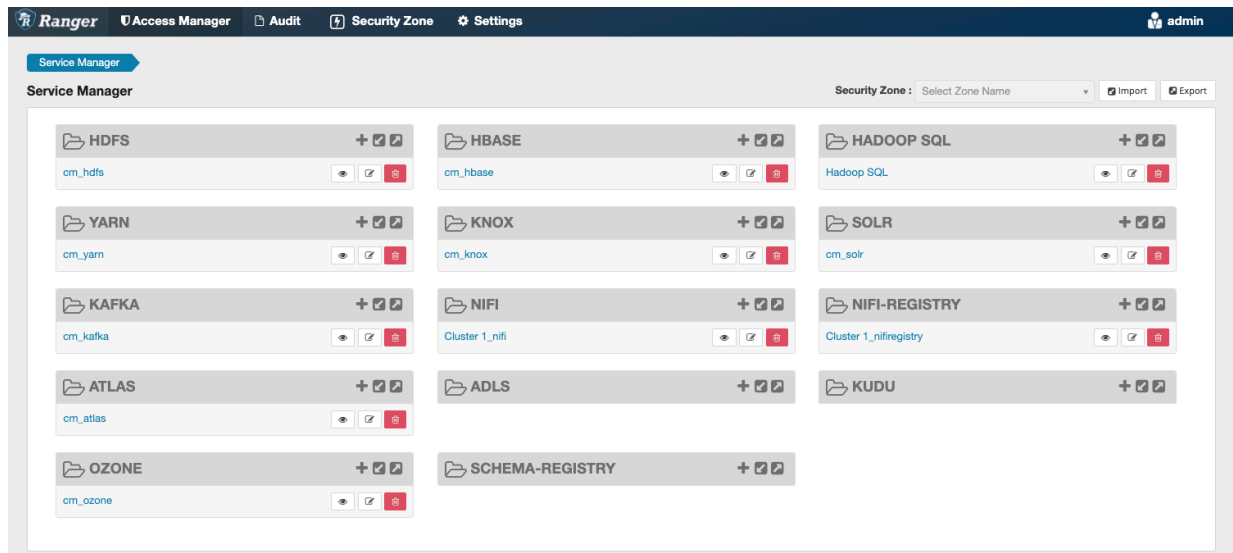 Ranger Access Manager Audit Security Zone Settings admin
Service Manager
Service Manager Security Zone : Select Zone Name Import Export
HDFS HBASE HADOOP SQL
cm_hdfs cm_hbase Hadoop SQL
YARN KNOX SOLR
cm_yarn cm_knox cm_solr
KAFKA NIFI NIFI-REGISTRY
cm_kafka Cluster 1_nifi Cluster 1_nifiregistry
ATLAS ADLS KUDU
cm_atlas
OZONE SCHEMA-REGISTRY
cm_ozone